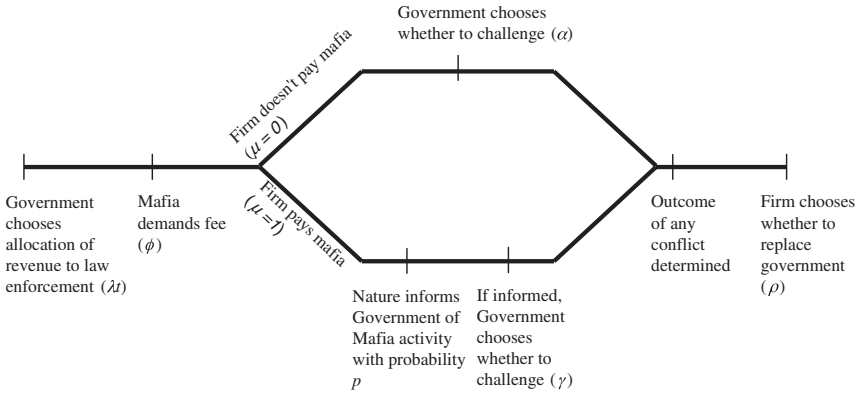 Government chooses
whether to challenge (α)
Firm doesn't pay mafia
(μ = 0)
Firm pays mafia
(μ =1)
Government
chooses
allocation of
revenue to law
enforcement (λt)
Mafia
demands fee
(ϕ)
Nature informs
Government of
Mafia activity
with probability
p
If informed,
Government
chooses
whether to
challenge (γ)
Outcome
of any
conflict
determined
Firm chooses
whether to
replace
government
(ρ)